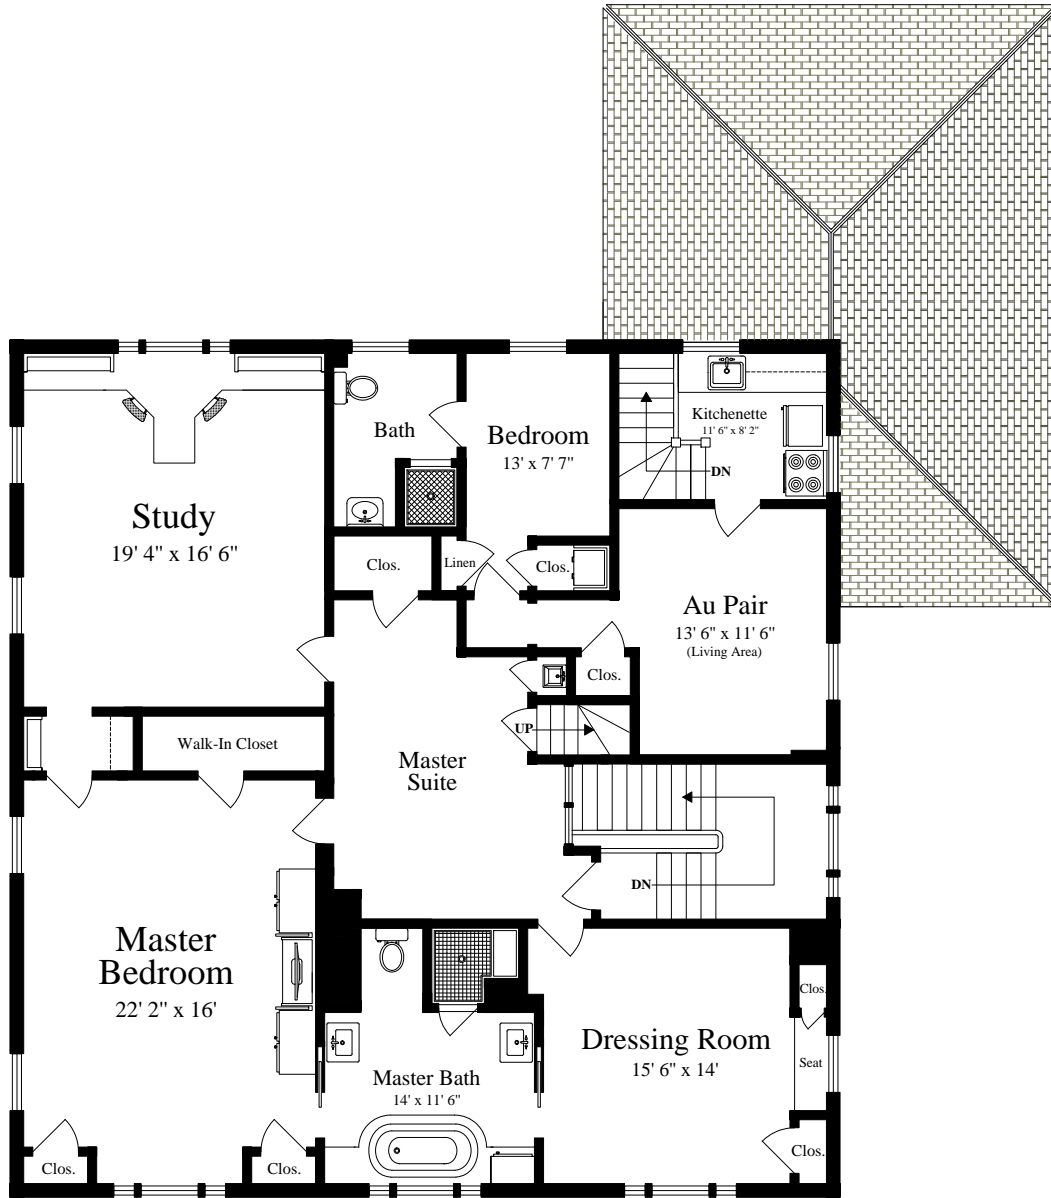 Kitchenette
11' 6" x 8' 2"
Bath
Bedroom
13' x 7' 7"
DN
Study
19' 4" x 16' 6"
Clos.
Linen
Clos.
Au Pair
13' 6" x 11' 6"
(Living Area)
Clos.
UP
Walk-In Closet
Master
Suite
DN
Master
Bedroom
22' 2" x 16'
Clos.
Dressing Room
15' 6" x 14'
Seat
Master Bath
14' x 11' 6"
Clos.
Clos.
Clos.